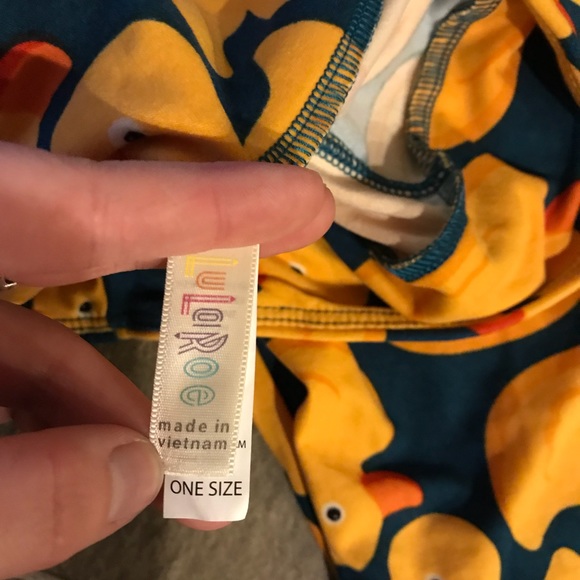 LuLaRoe
made in
vietnam M
ONE SIZE